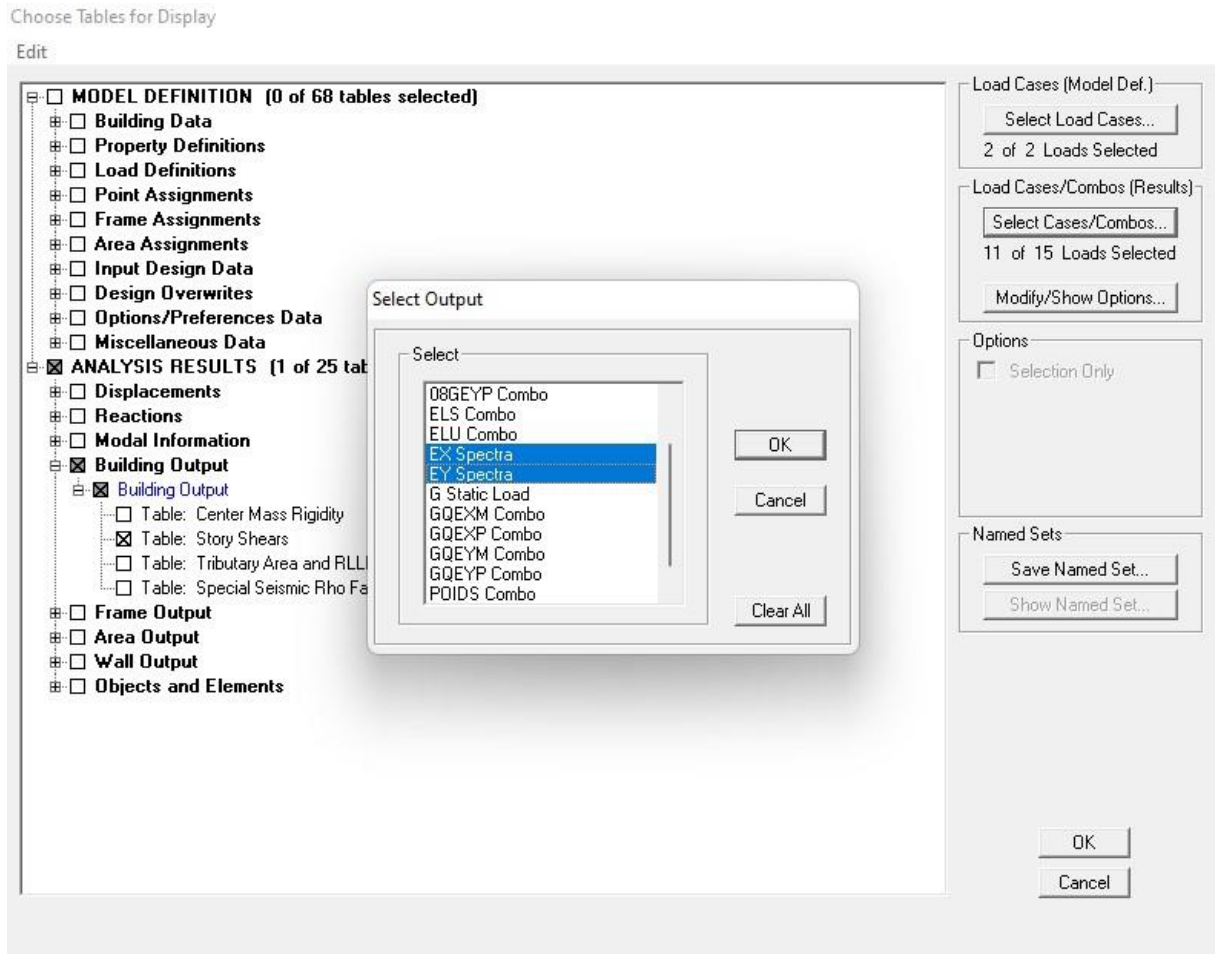 Choose Tables for Display
Edit
MODEL DEFINITION (0 of 68 tables selected)
Building Data
Property Definitions
Load Definitions
Point Assignments
Frame Assignments
Area Assignments
Input Design Data
Design Overwrites
Options/Preferences Data
Miscellaneous Data
ANALYSIS RESULTS (1 of 25 tab
Displacements
Reactions
Modal Information
Building Output
Building Output
Table: Center Mass Rigidity
Table: Story Shears
Table: Tributary Area and RLL
Table: Special Seismic Rho Fa
Frame Output
Area Output
Wall Output
Objects and Elements
Select Output
Select
08GEYP Combo
ELS Combo
ELU Combo
EX Spectra
EY Spectra
G Static Load
GQEXM Combo
GQEXP Combo
GQEYM Combo
GQEYP Combo
POIDS Combo
OK
Cancel
Clear All
Load Cases (Model Def.)
Select Load Cases...
2 of 2 Loads Selected
Load Cases/Combos (Results)
Select Cases/Combos...
11 of 15 Loads Selected
Modify/Show Options...
Options
Selection Only
Named Sets
Save Named Set...
Show Named Set...
OK
Cancel